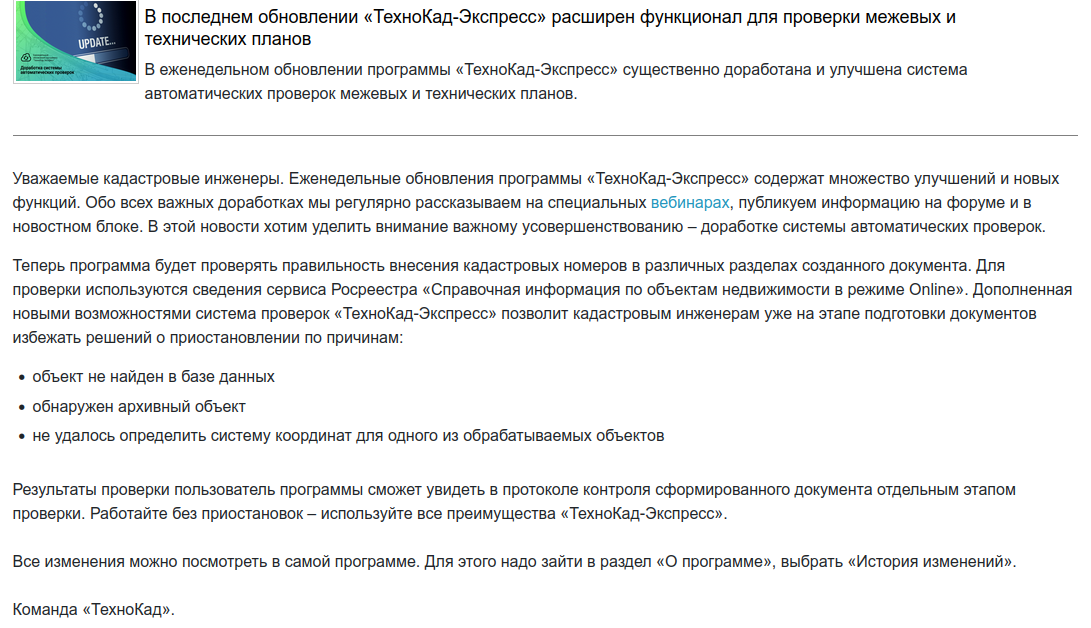 В последнем обновлении «ТехноКад-Экспресс» расширен функционал для проверки межевых и
технических планов
UPDATE...
Доработка системы
автоматических проверок
В еженедельном обновлении программы «ТехноКад-Экспресс» существенно доработана и улучшена система
автоматических проверок межевых и технических планов.
Уважаемые кадастровые инженеры. Еженедельные обновления программы «ТехноКад-Экспресс» содержат множество улучшений и новых
функций. Обо всех важных доработках мы регулярно рассказываем на специальных вебинарах, публикуем информацию на форуме и в
новостном блоке. В этой новости хотим уделить внимание важному усовершенствованию – доработке системы автоматических проверок.
Теперь программа будет проверять правильность внесения кадастровых номеров в различных разделах созданного документа. Для
проверки используются сведения сервиса Росреестра «Справочная информация по объектам недвижимости в режиме Online». Дополненная
новыми возможностями система проверок «ТехноКад-Экспресс» позволит кадастровым инженерам уже на этапе подготовки документов
избежать решений о приостановлении по причинам:
• объект не найден в базе данных
• обнаружен архивный объект
• не удалось определить систему координат для одного из обрабатываемых объектов
Результаты проверки пользователь программы сможет увидеть в протоколе контроля сформированного документа отдельным этапом
проверки. Работайте без приостановок – используйте все преимущества «ТехноКад-Экспресс».
Все изменения можно посмотреть в самой программе. Для этого надо зайти в раздел «О программе», выбрать «История изменений».
Команда «ТехноКад».